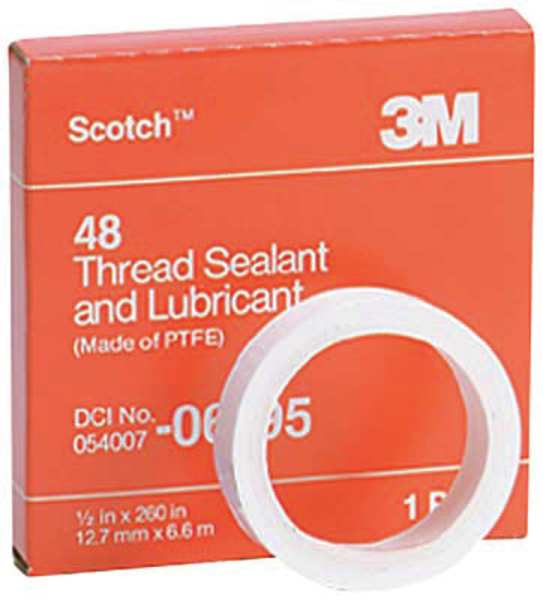 Scotch™ 3M
48
Thread Sealant
and Lubricant
(Made of PTFE)
DCI No.
054007
½ in x 260 in
12.7 mm x 6.6 m
1